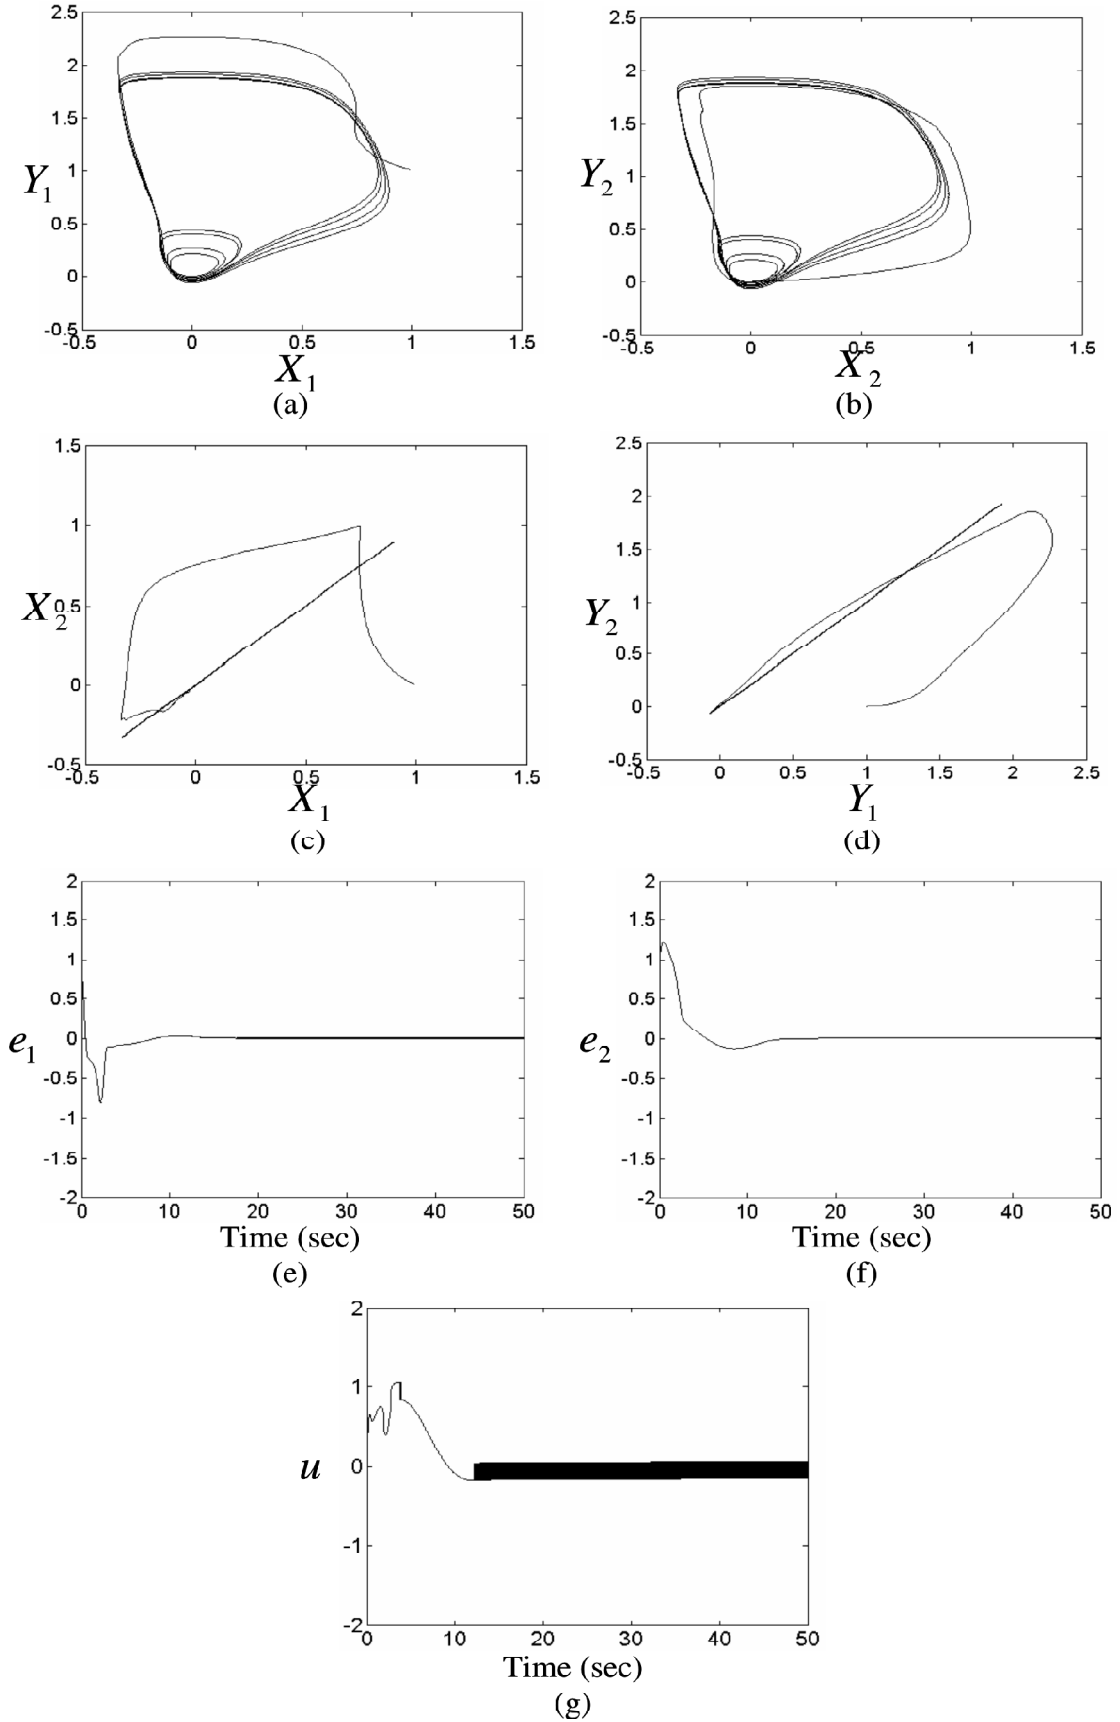 2.5 2.5
2 2
1.5 1.5
Y₁ 1 Y₂ 1
0.5 0.5
0 0
-0.5 -0.5
-0.5 0 0.5 1 1.5 -0.5 0 0.5 1 1.5
X₁ X₂
(a) (b)
1.5 2.5
2
1 1.5
X₂ 0.5 Y₂ 1
0.5
0 0
-0.5 -0.5
-0.5 0 0.5 1 1.5 -0.5 0 0.5 1 1.5 2 2.5
X₁ Y₁
(c) (d)
2 2
1.5 1.5
1 1
0.5 0.5
e₁ 0 e₂ 0
-0.5 -0.5
-1 -1
-1.5 -1.5
-2 -2
0 10 20 30 40 50 0 10 20 30 40 50
Time (sec) Time (sec)
(e) (f)
2
1
u 0
-1
-2
0 10 20 30 40 50
Time (sec)
(g)